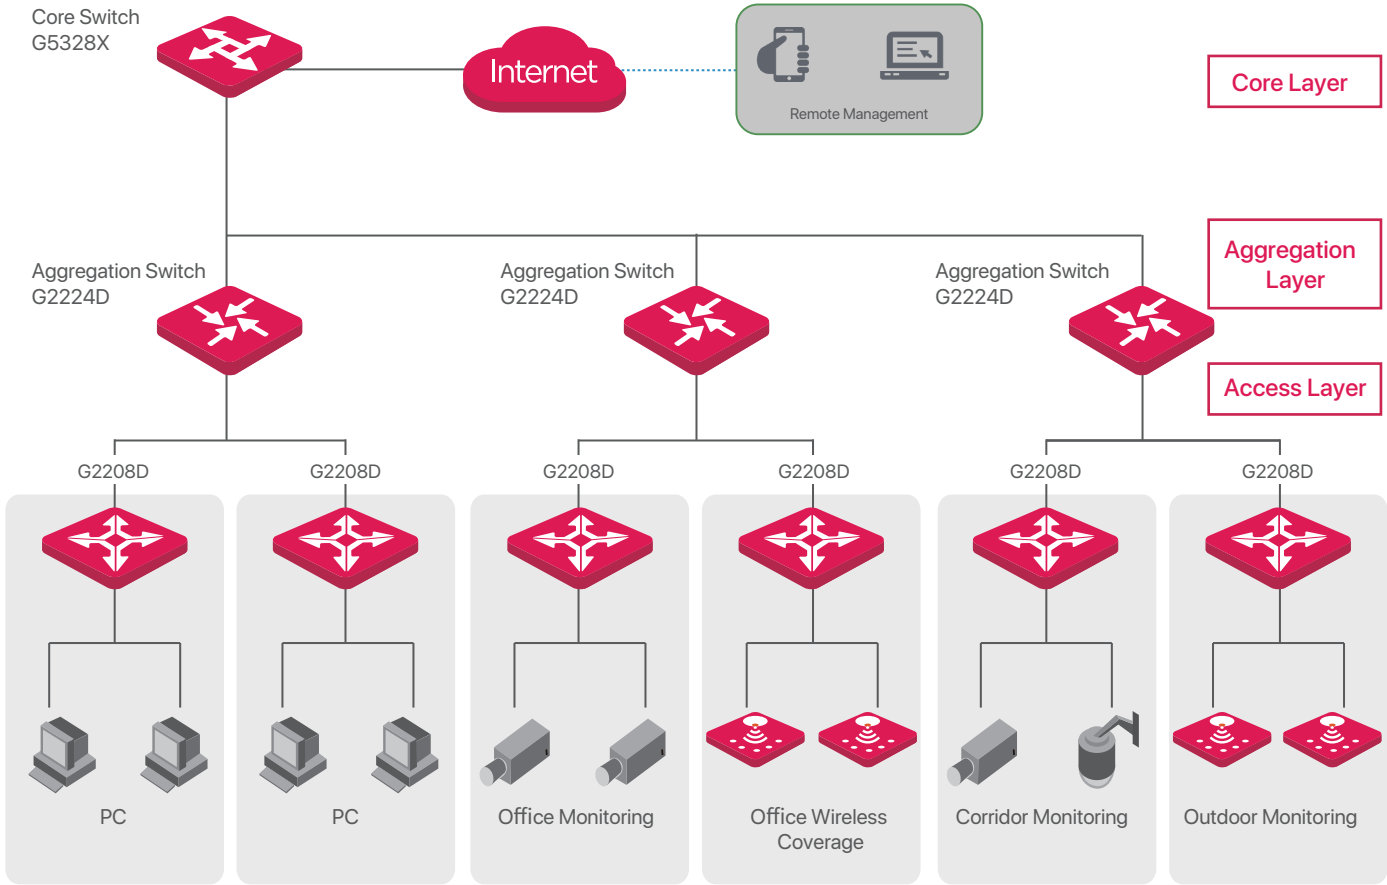 Core Switch
G5328X
Internet
Remote Management
Core Layer
Aggregation Switch
G2224D
Aggregation Switch
G2224D
Aggregation Switch
G2224D
Aggregation
Layer
Access Layer
G2208D
G2208D
G2208D
G2208D
G2208D
G2208D
PC
PC
Office Monitoring
Office Wireless
Coverage
Corridor Monitoring
Outdoor Monitoring